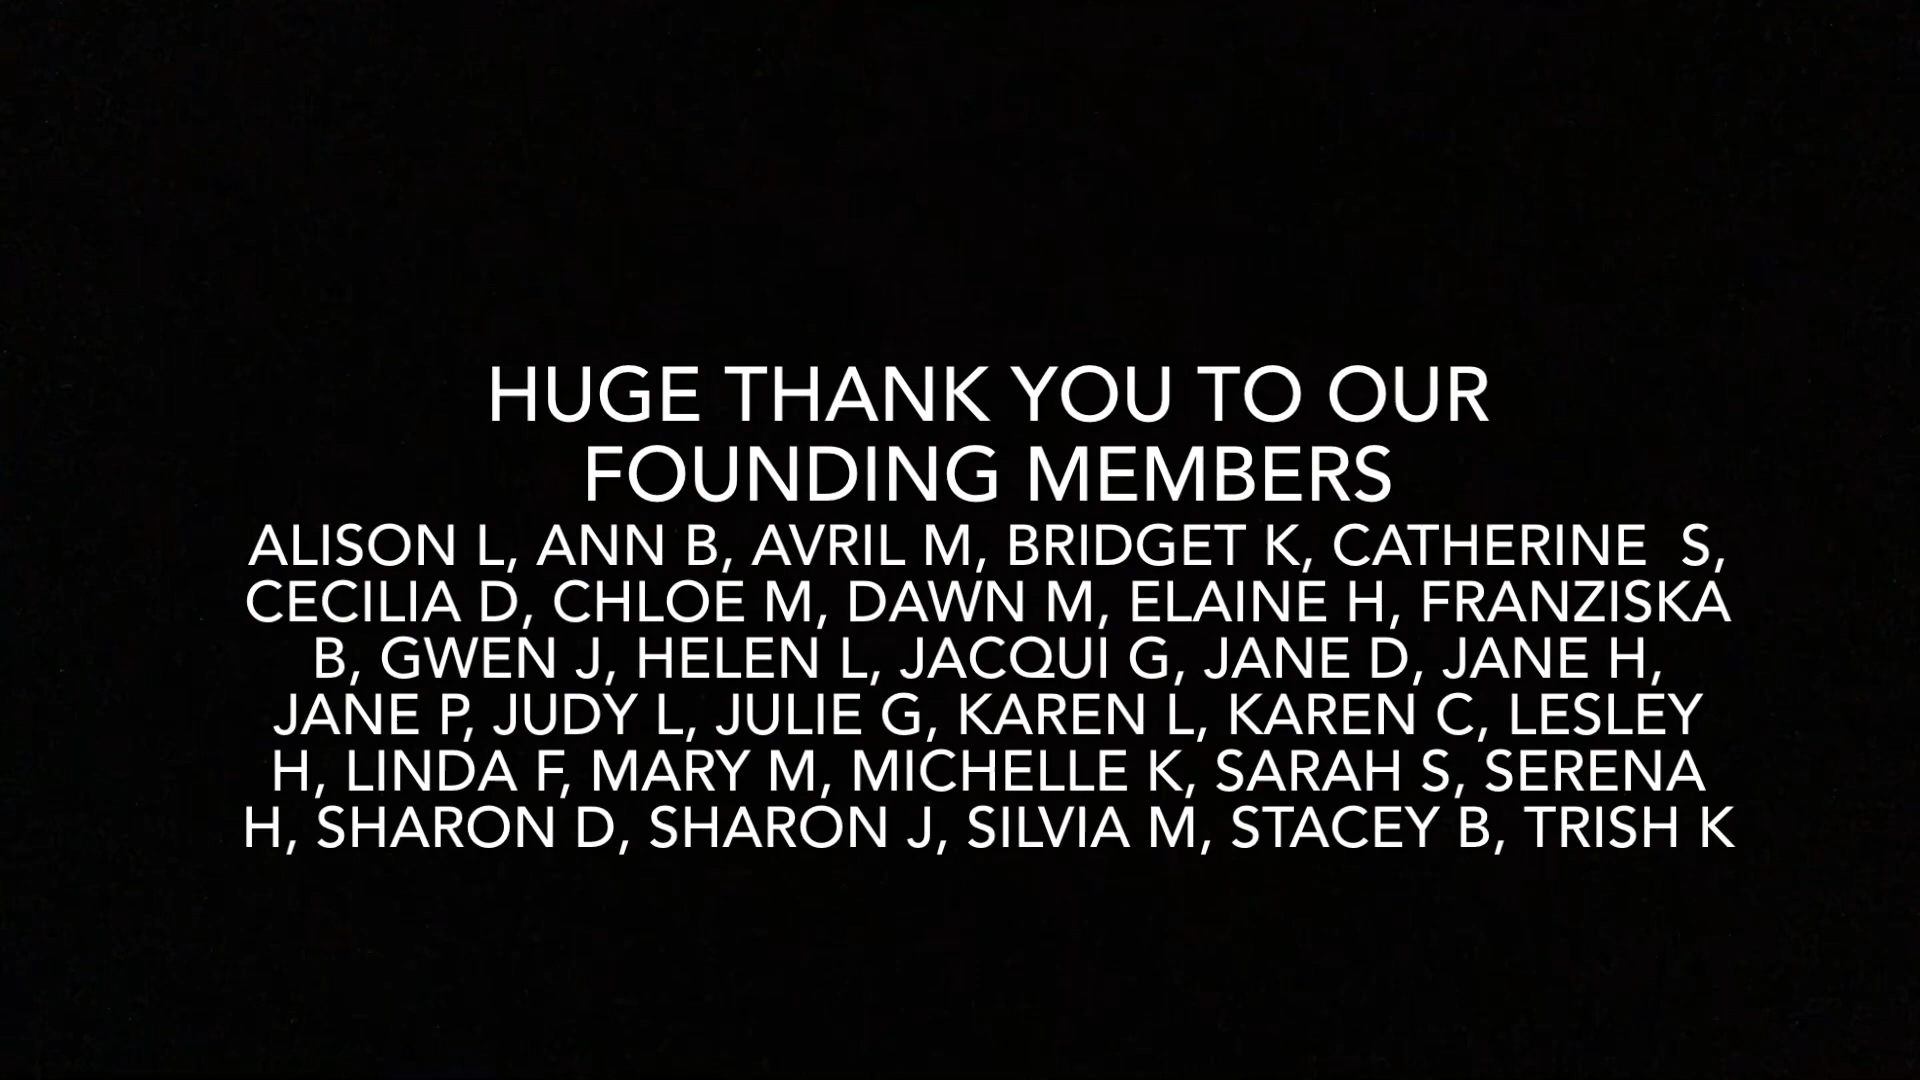 HUGE THANK YOU TO OUR
FOUNDING MEMBERS
ALISON L, ANN B, AVRIL M, BRIDGET K, CATHERINE  S,
CECILIA D, CHLOE M, DAWN M, ELAINE H, FRANZISKA
B, GWEN J, HELEN L, JACQUI G, JANE D, JANE H,
JANE P, JUDY L, JULIE G, KAREN L, KAREN C, LESLEY
H, LINDA F, MARY M, MICHELLE K, SARAH S, SERENA
H, SHARON D, SHARON J, SILVIA M, STACEY B, TRISH K